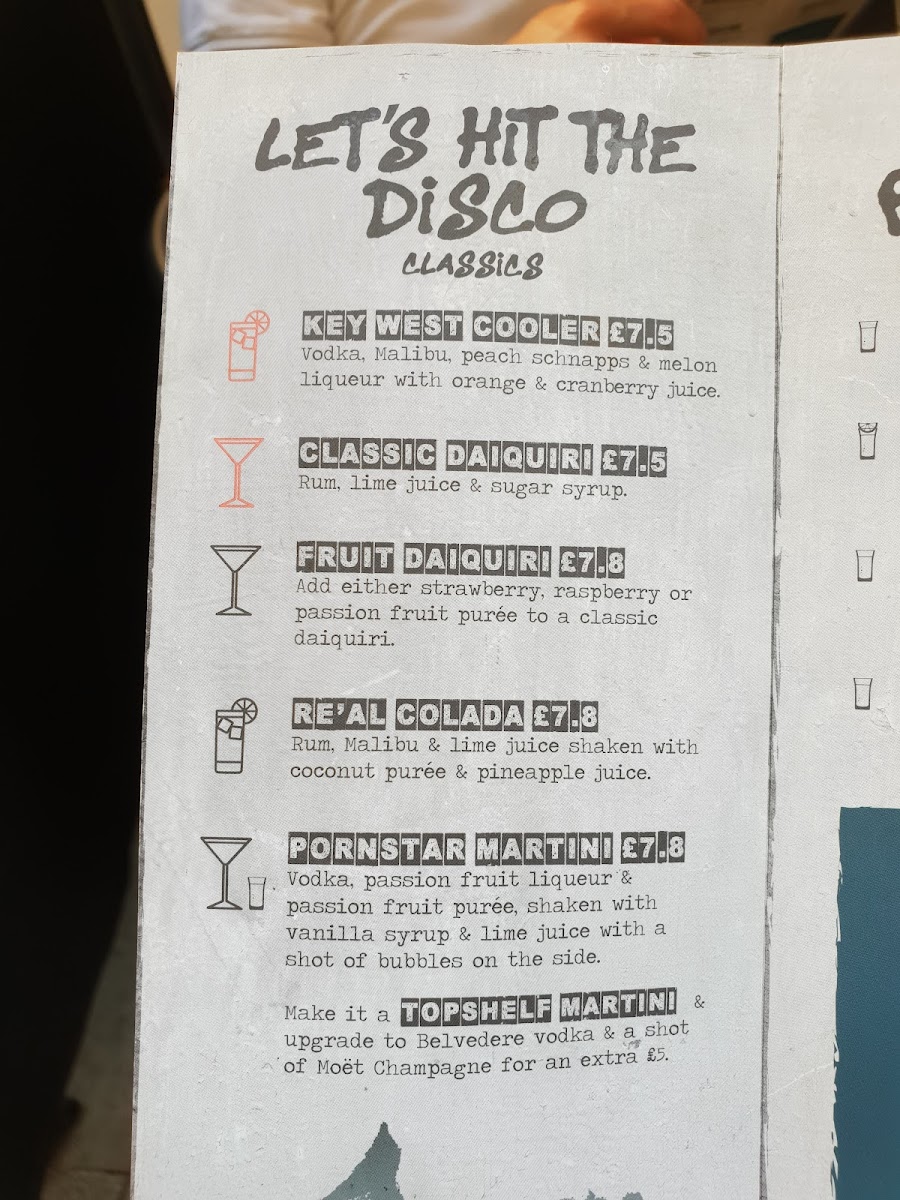 LET'S HiT THE
DiSCO
CLASSiCS
KEY WEST COOLER £7.5
Vodka, Malibu, peach schnapps & melon
liqueur with orange & cranberry juice.
CLASSIC DAIQUIRI £7.5
Rum, lime juice & sugar syrup.
FRUIT DAIQUIRI £7.8
Add either strawberry, raspberry or
passion fruit purée to a classic
daiquiri.
RE'AL COLADA £7.8
Rum, Malibu & lime juice shaken with
coconut purée & pineapple juice.
PORNSTAR MARTINI £7.8
Vodka, passion fruit liqueur &
passion fruit purée, shaken with
vanilla syrup & lime juice with a
shot of bubbles on the side.
Make it a TOPSHELF MARTINI &
upgrade to Belvedere vodka & a shot
of Moët Champagne for an extra £5.